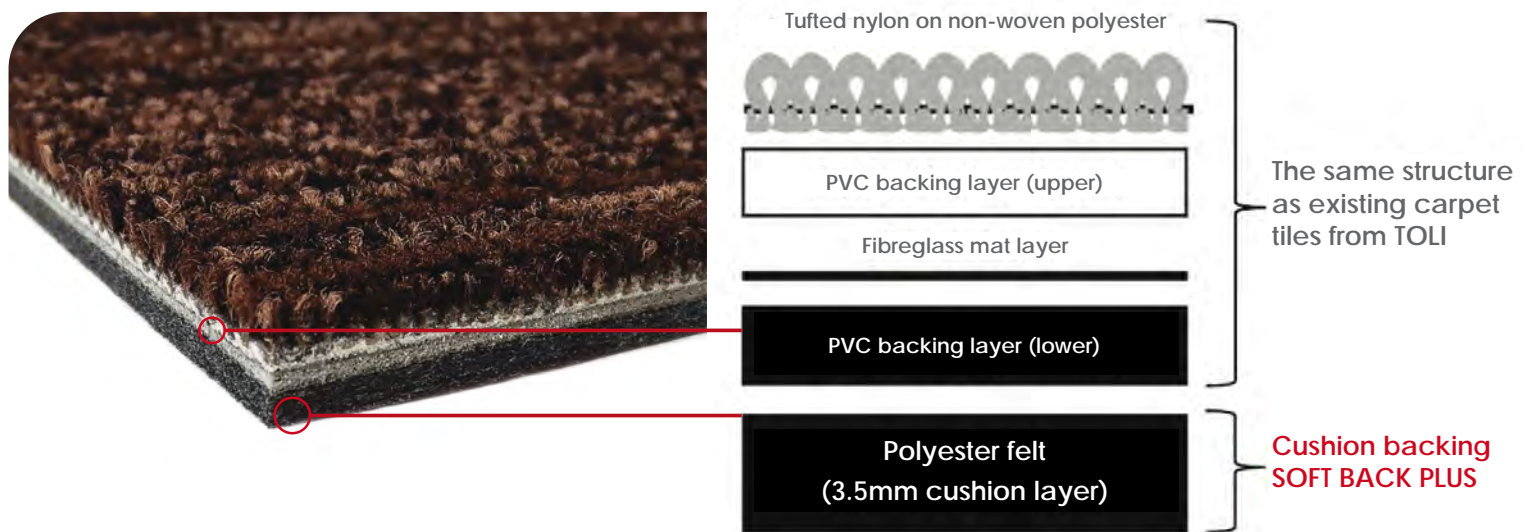 Tufted nylon on non-woven polyester
PVC backing layer (upper)
Fibreglass mat layer
PVC backing layer (lower)
Polyester felt
(3.5mm cushion layer)
The same structure
as existing carpet
tiles from TOLI
Cushion backing
SOFT BACK PLUS